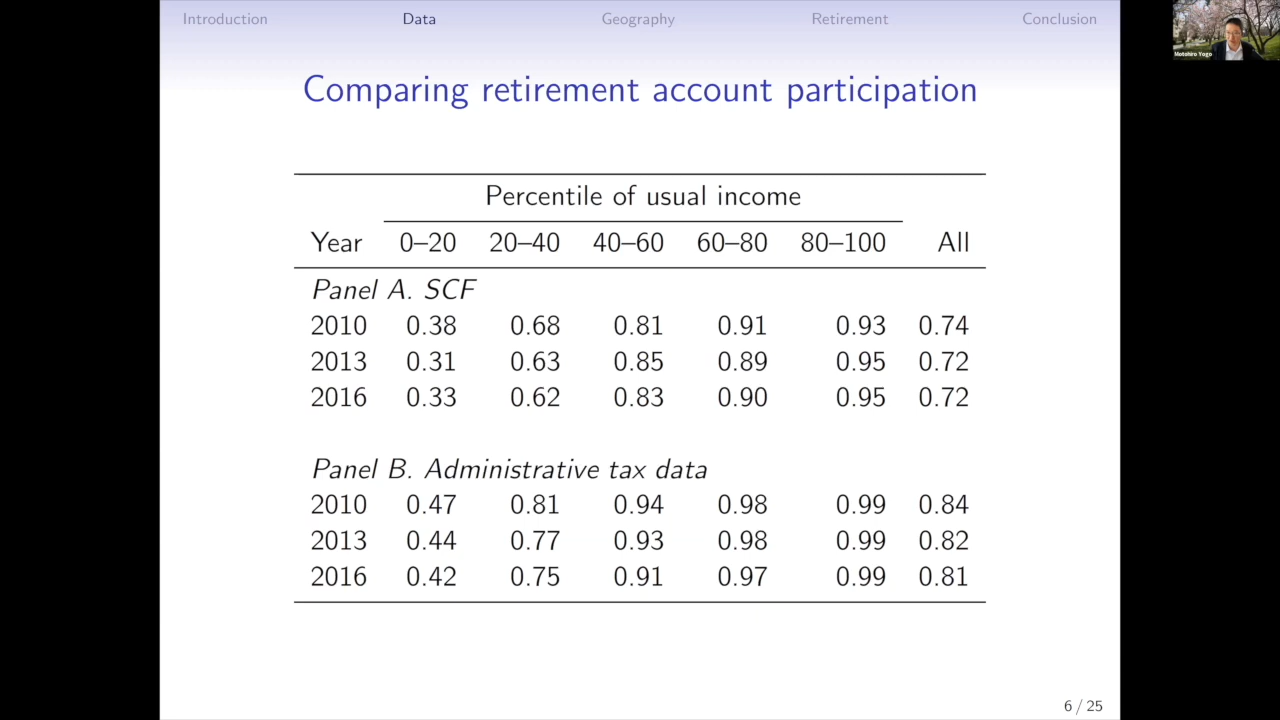 Introduction Data Geography Retirement Conclusion
Motohiro Yogo
Comparing retirement account participation
Percentile of usual income
Year 0–20 20–40 40–60 60–80 80–100 All
Panel A. SCF
2010 0.38 0.68 0.81 0.91 0.93 0.74
2013 0.31 0.63 0.85 0.89 0.95 0.72
2016 0.33 0.62 0.83 0.90 0.95 0.72
Panel B. Administrative tax data
2010 0.47 0.81 0.94 0.98 0.99 0.84
2013 0.44 0.77 0.93 0.98 0.99 0.82
2016 0.42 0.75 0.91 0.97 0.99 0.81
6 / 25